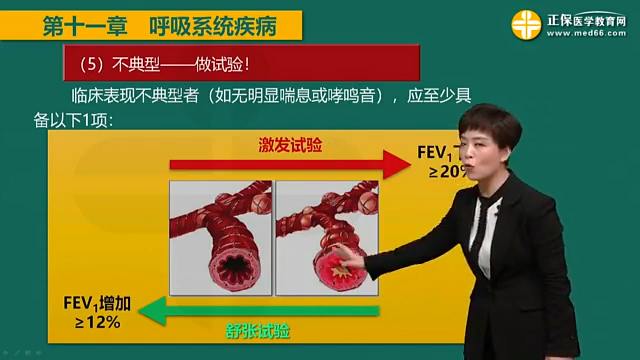 第十一章 呼吸系统疾病
正保医学教育网
www.med66.com
（5）不典型——做试验！
临床表现不典型者（如无明显喘息或哮鸣音），应至少具
备以下1项：
激发试验
FEV₁下
≥20%
FEV₁增加
≥12%
舒张试验